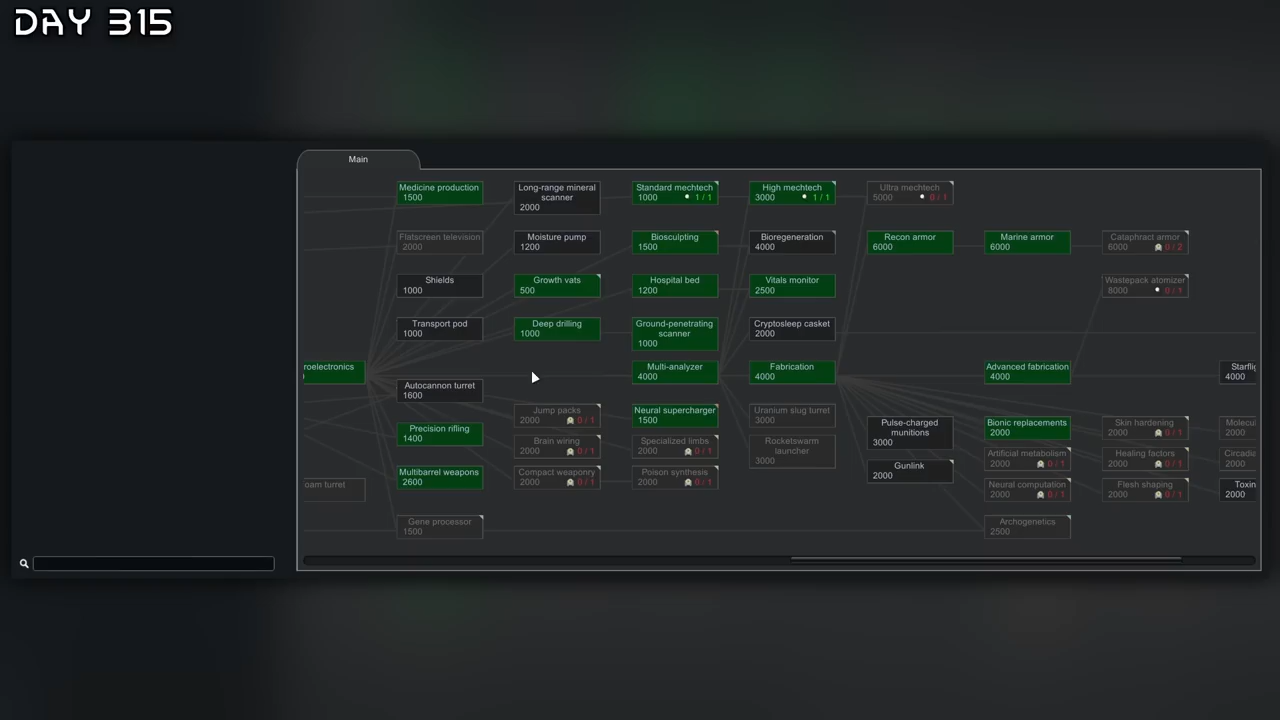 DAY 315
Main
Medicine production
1500
Long-range mineral
scanner
2000
Standard mechtech
1000 1 / 1
High mechtech
3000 1 / 1
Ultra mechtech
5000 0 / 1
Flatscreen television
2000
Moisture pump
1200
Biosculpting
1500
Bioregeneration
4000
Recon armor
6000
Marine armor
6000
Cataphract armor
6000 0 / 2
Shields
1000
Growth vats
500
Hospital bed
1200
Vitals monitor
2500
Wastepack atomizer
8000 0 / 1
Transport pod
1000
Deep drilling
1000
Ground-penetrating
scanner
1000
Cryptosleep casket
2000
roelectronics
Autocannon turret
1600
Multi-analyzer
4000
Fabrication
4000
Advanced fabrication
4000
Starflig
4000
Precision rifling
1400
Jump packs
2000 0 / 1
Neural supercharger
1500
Uranium slug turret
3000
Pulse-charged
munitions
3000
Bionic replacements
2000
Skin hardening
2000 0 / 1
Molecul
2000
Brain wiring
2000 0 / 1
Specialized limbs
2000 0 / 1
Rocketswarm
launcher
3000
Artificial metabolism
2000 0 / 1
Healing factors
2000 0 / 1
Circadia
2000
Multibarrel weapons
2600
Compact weaponry
2000 0 / 1
Poison synthesis
2000 0 / 1
Gunlink
2000
Neural computation
2000 0 / 1
Flesh shaping
2000 0 / 1
Toxin
2000
oam turret
Gene processor
1500
Archogenetics
2500